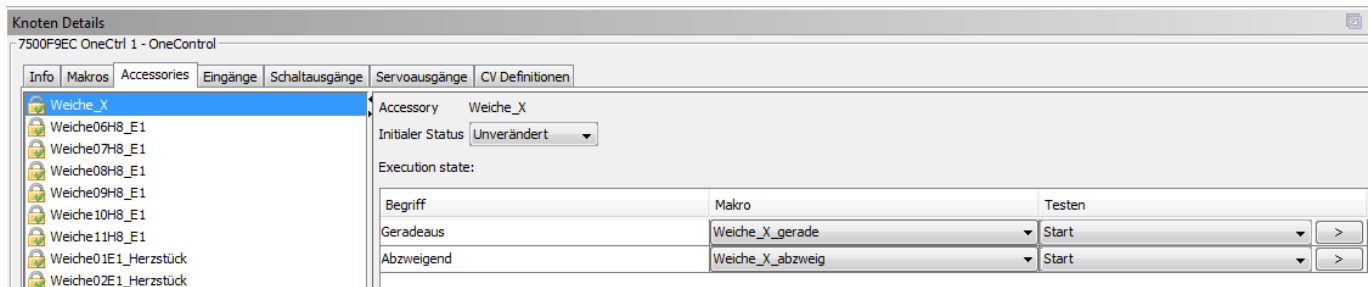 Knoten Details
7500F9EC OneCtrl 1 - OneControl
Info Makros Accessories Eingänge Schaltausgänge Servoausgänge CV Definitionen
Weiche_X
Weiche06H8_E1
Weiche07H8_E1
Weiche08H8_E1
Weiche09H8_E1
Weiche10H8_E1
Weiche11H8_E1
Weiche01E1_Herzstück
Weiche02E1_Herzstück
Accessory Weiche_X
Initialer Status Unverändert
Execution state:
Begriff Makro Testen
Geradeaus Weiche_X_gerade Start >
Abzweigend Weiche_X_abzweig Start >